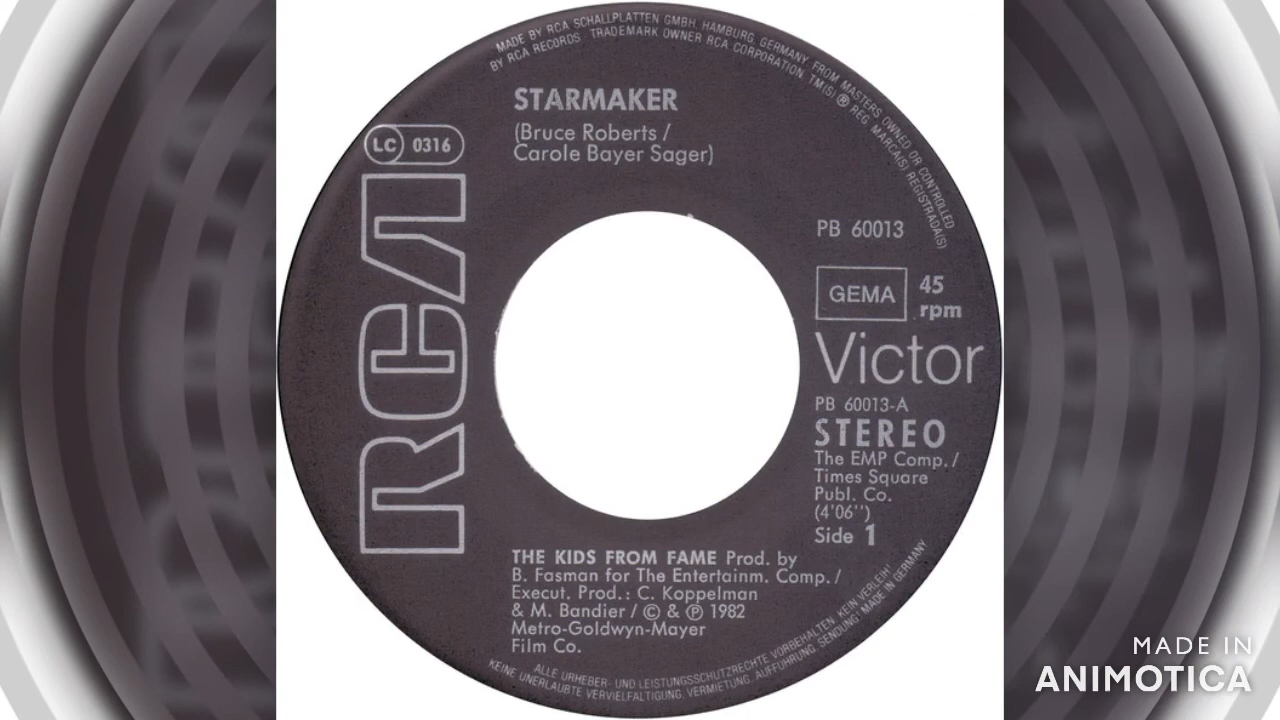 MADE BY RCA SCHALLPLATTEN GMBH, HAMBURG, GERMANY, FROM MASTERS OWNED OR CONTROLLED
BY RCA RECORDS · TRADEMARK OWNER RCA CORPORATION, TM(S) ® REG. MARCA(S) REGISTRADA(S)
STARMAKER
(Bruce Roberts /
Carole Bayer Sager)
LC 0316
RCA
PB 60013
GEMA
45
rpm
Victor
PB 60013-A
STEREO
The EMP Comp. /
Times Square
Publ. Co.
(4'06'')
Side 1
THE KIDS FROM FAME Prod. by
B. Fasman for The Entertainm. Comp. /
Execut. Prod.: C. Koppelman
& M. Bandier / © & ℗ 1982
Metro-Goldwyn-Mayer
Film Co.
ALLE URHEBER- UND LEISTUNGSSCHUTZRECHTE VORBEHALTEN KEIN VERLEIH!
KEINE UNERLAUBTE VERVIELFÄLTIGUNG, VERMIETUNG, AUFFÜHRUNG, SENDUNG! MADE IN GERMANY
MADE IN
ANIMOTICA